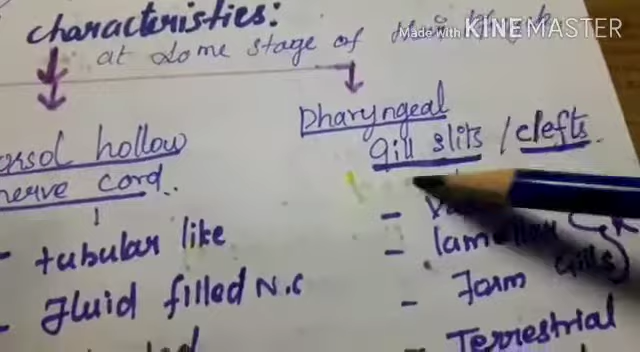 characteristics:
at some stage of
Made with KINEMASTER
hollow
nerve cord..
- tubular like
- Fluid filled N.C
Pharyngeal
gill slits / clefts
-
- lamellar
- Form Gills
- Terrestrial